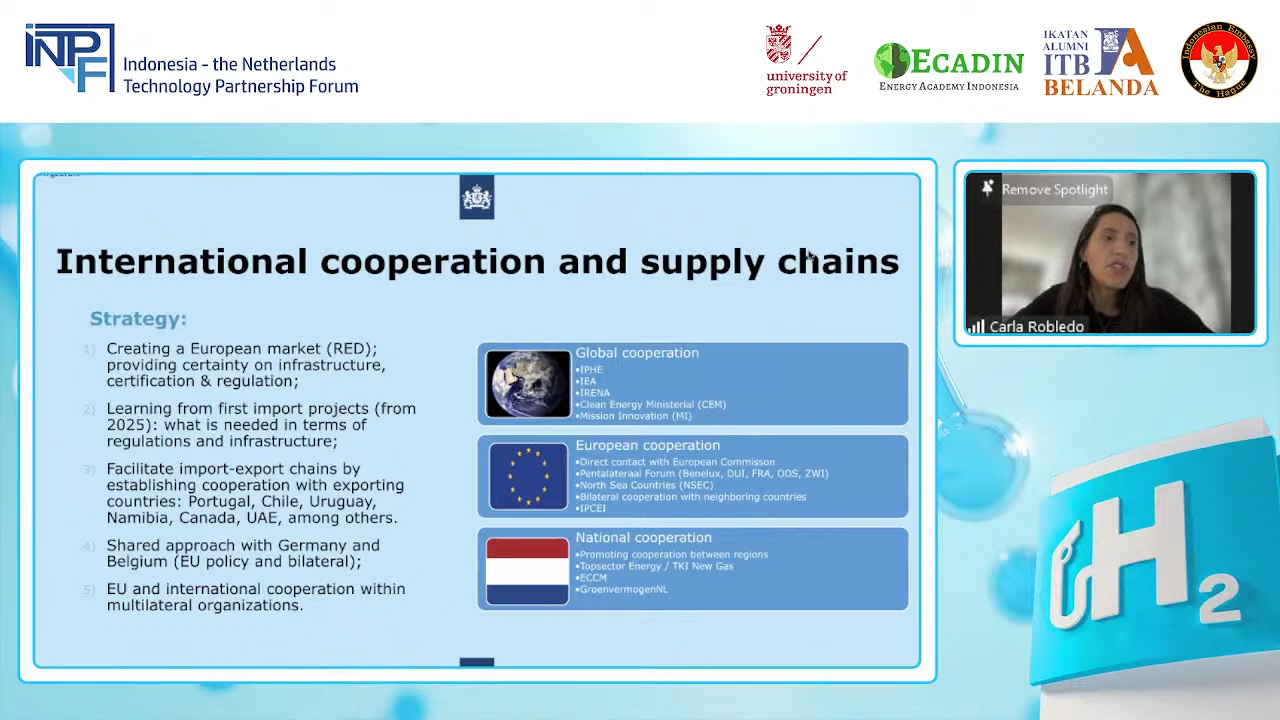 INPF
Indonesia - the Netherlands
Technology Partnership Forum
university of
groningen
ECADIN
ENERGY ACADEMY INDONESIA
IKATAN
ALUMNI
ITB
BELANDA
Indonesian Embassy
The Hague
International cooperation and supply chains
Strategy:
1) Creating a European market (RED);
providing certainty on infrastructure,
certification & regulation;
2) Learning from first import projects (from
2025): what is needed in terms of
regulations and infrastructure;
3) Facilitate import-export chains by
establishing cooperation with exporting
countries: Portugal, Chile, Uruguay,
Namibia, Canada, UAE, among others.
4) Shared approach with Germany and
Belgium (EU policy and bilateral);
5) EU and international cooperation within
multilateral organizations.
Global cooperation
•IPHE
•IEA
•IRENA
•Clean Energy Ministerial (CEM)
•Mission Innovation (MI)
European cooperation
•Direct contact with European Commisson
•Pentalateraal Forum (Benelux, DUI, FRA, OOS, ZWI)
•North Sea Countries (NSEC)
•Bilateral cooperation with neighboring countries
•IPCEI
National cooperation
•Promoting cooperation between regions
•Topsector Energy / TKI New Gas
•ECCM
•GroenvermogenNL
Remove Spotlight
Carla Robledo
H2